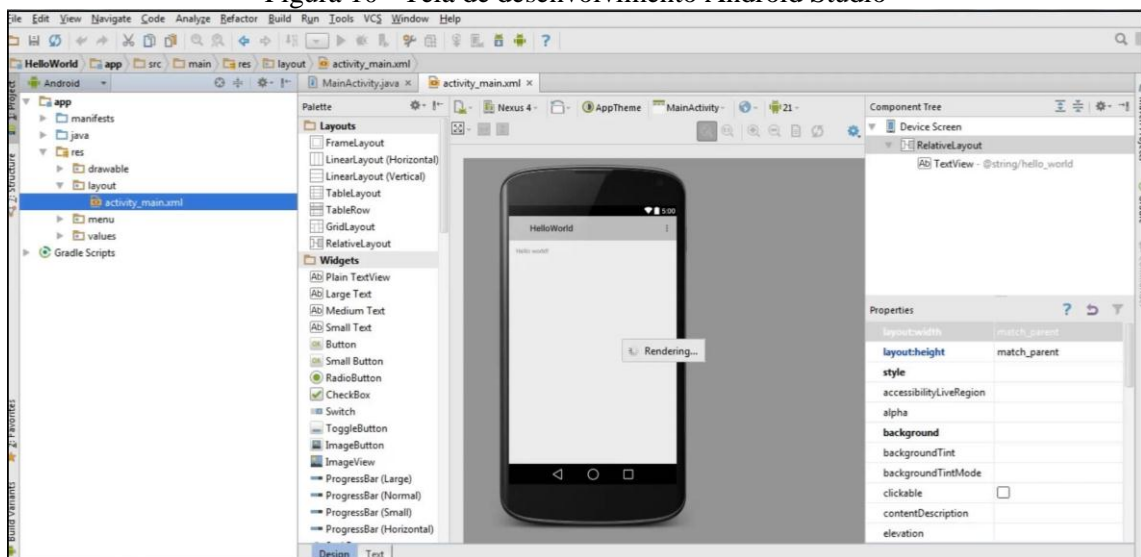 Figura 16 - Tela de desenvolvimento Android Studio
File Edit View Navigate Code Analyze Refactor Build Run Tools VCS Window Help
HelloWorld app src main res layout activity_main.xml
Android
MainActivity.java × activity_main.xml ×
Project
Structure
Favorites
Build Variants
app
manifests
java
res
drawable
layout
activity_main.xml
menu
values
Gradle Scripts
Palette
Layouts
FrameLayout
LinearLayout (Horizontal)
LinearLayout (Vertical)
TableLayout
TableRow
GridLayout
RelativeLayout
Widgets
Plain TextView
Large Text
Medium Text
Small Text
Button
Small Button
RadioButton
CheckBox
Switch
ToggleButton
ImageButton
ImageView
ProgressBar (Large)
ProgressBar (Normal)
ProgressBar (Small)
ProgressBar (Horizontal)
Design Text
Nexus 4 AppTheme MainActivity 21
5:00
HelloWorld
Hello world!
Rendering...
Component Tree
Device Screen
RelativeLayout
Ab TextView - @string/hello_world
Properties
layout:width match_parent
layout:height match_parent
style
accessibilityLiveRegion
alpha
background
backgroundTint
backgroundTintMode
clickable
contentDescription
elevation